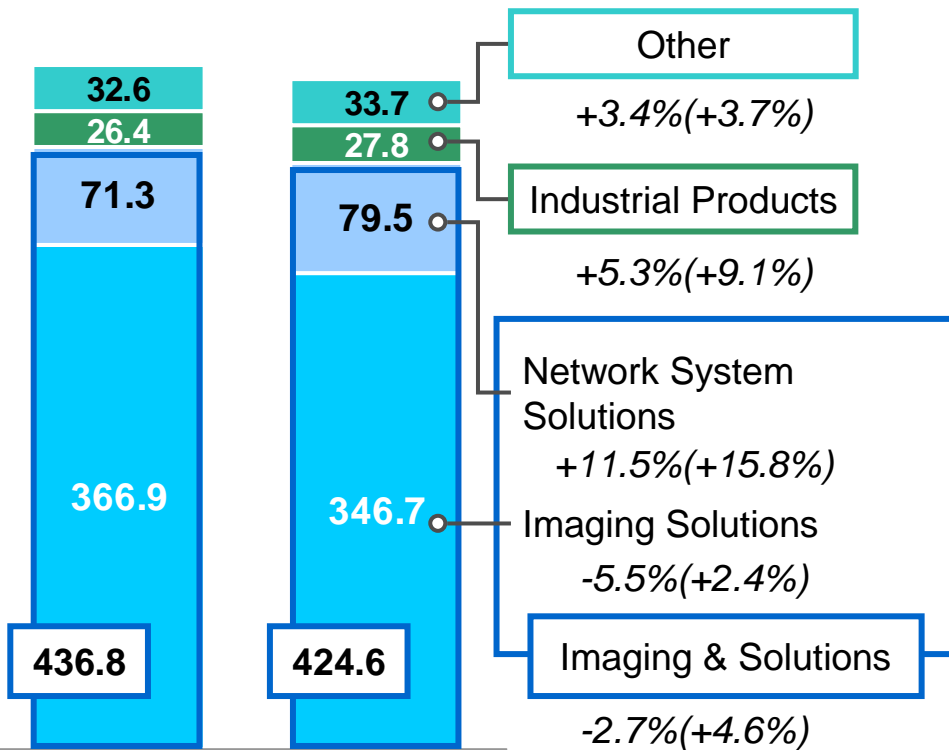 Other
32.6
33.7
+3.4%(+3.7%)
26.4
27.8
Industrial Products
71.3
79.5
+5.3%(+9.1%)
Network System
Solutions
+11.5%(+15.8%)
366.9
346.7
Imaging Solutions
-5.5%(+2.4%)
436.8
424.6
Imaging & Solutions
-2.7%(+4.6%)